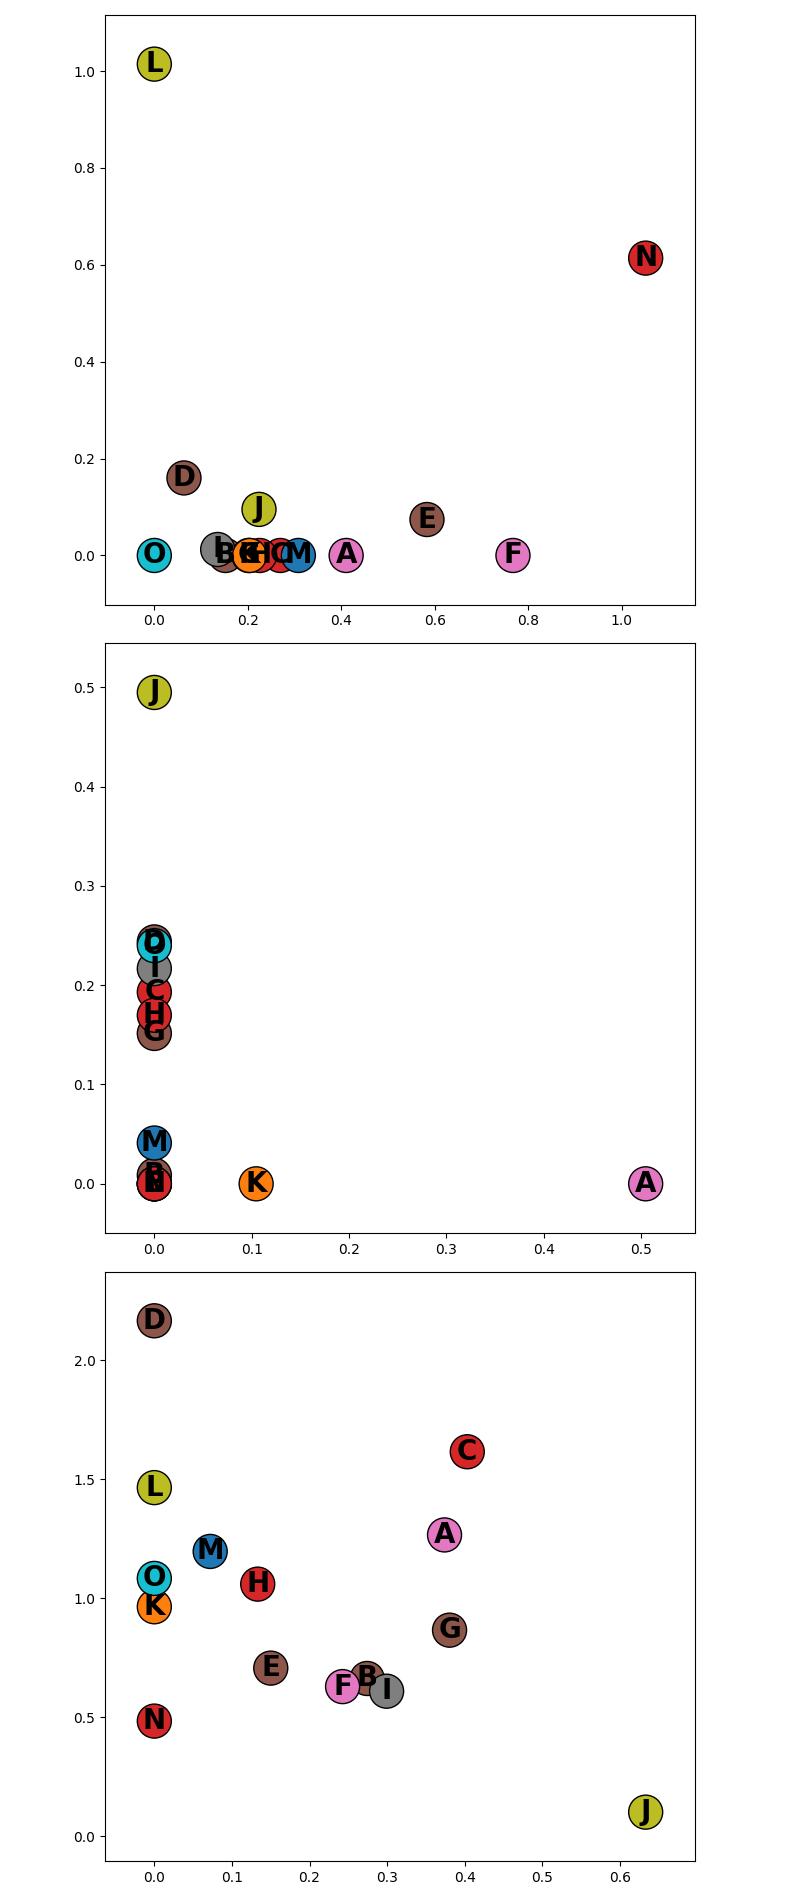 L
1.0
0.8
N
0.6
0.4
0.2
D
J
E
0.0
O I B K H C M A F
0.0 0.2 0.4 0.6 0.8 1.0
J
0.5
0.4
0.3
O
I
0.2
C
H
G
0.1
M
0.0
K A
0.0 0.1 0.2 0.3 0.4 0.5
D
2.0
C
1.5
L
A
M
O H
1.0
K
G
E
B
F I
0.5
N
J
0.0
0.0 0.1 0.2 0.3 0.4 0.5 0.6